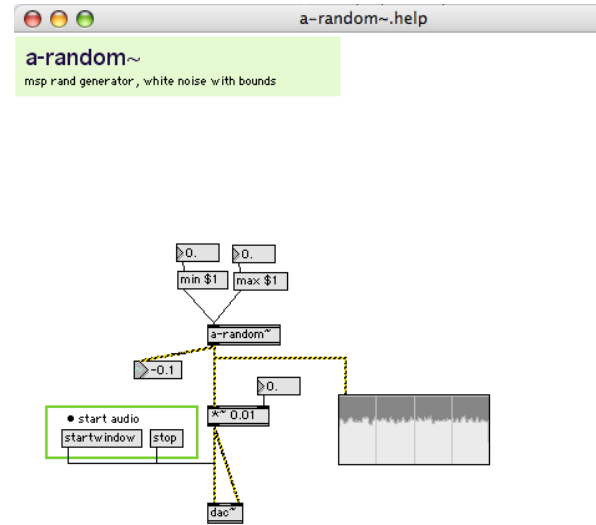 a-random~.help
a-random~
msp rand generator, white noise with bounds
0. 0.
min $1 max $1
a-random~
-0.1
0.
*~ 0.01
start audio
startwindow stop
dac~